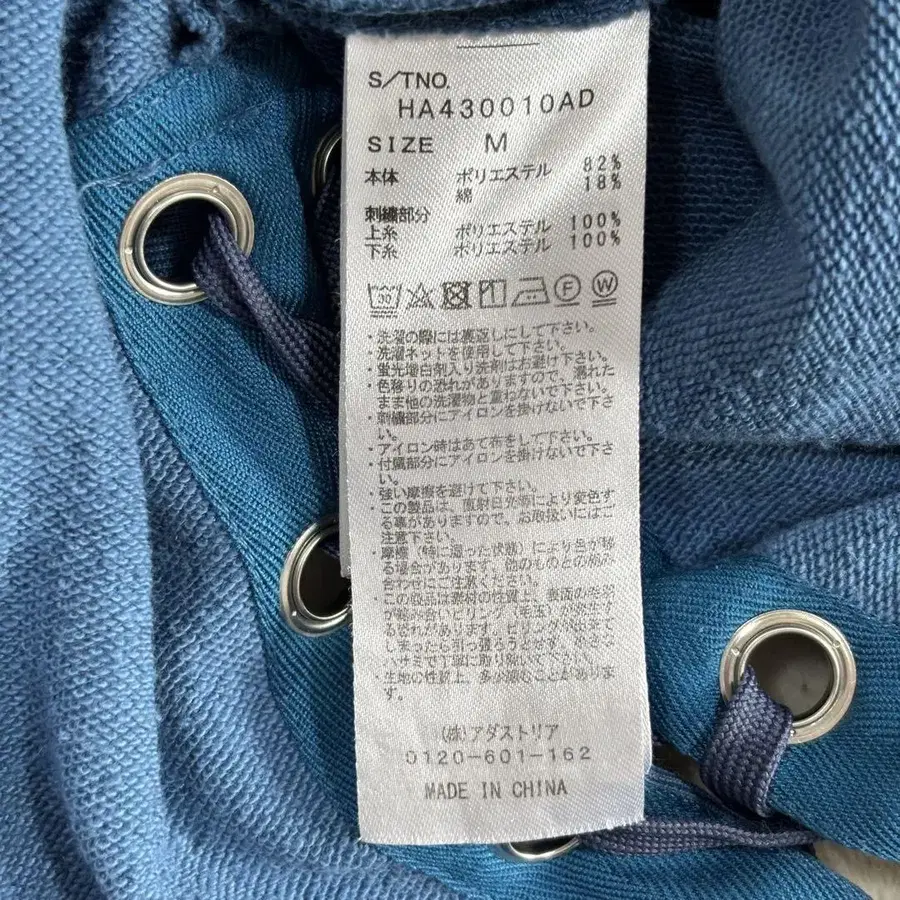 S/TNO.
HA430010AD
SIZE M
本体 ポリエステル 82%
綿 18%
刺繍部分
上糸 ポリエステル 100%
下糸 ポリエステル 100%
30 F W
・洗濯の際には裏返しにして下さい。
・洗濯ネットを使用して下さい。
・蛍光増白剤入り洗剤はお避け下さい。
・色移りの恐れがありますので、濡れた
まま他の洗濯物と重ねないで下さい。
・刺繍部分にアイロンを掛けないで下さ
い。
・アイロン時はあて布をして下さい。
・付属部分にアイロンを掛けないで下さ
い。
・強い摩擦を避けて下さい。
・この製品は、直射日光等により変色す
る事がありますので、お取扱いにはご
注意下さい。
・摩擦（特に湿った状態）により色が移
る場合があります。他のものとの組み
合わせにご注意ください。
・この製品は素材の性質上、表面の毛羽
が絡み合い、ピリング（毛玉）が発生す
る恐れがあります。ピリングが出来て
しまったら引っ張ろうとせず、
ハサミで丁寧に取り除いて下さい。
・生地の性質上、多少縮むことがありま
す。
(株)アダストリア
0120-601-162
MADE IN CHINA